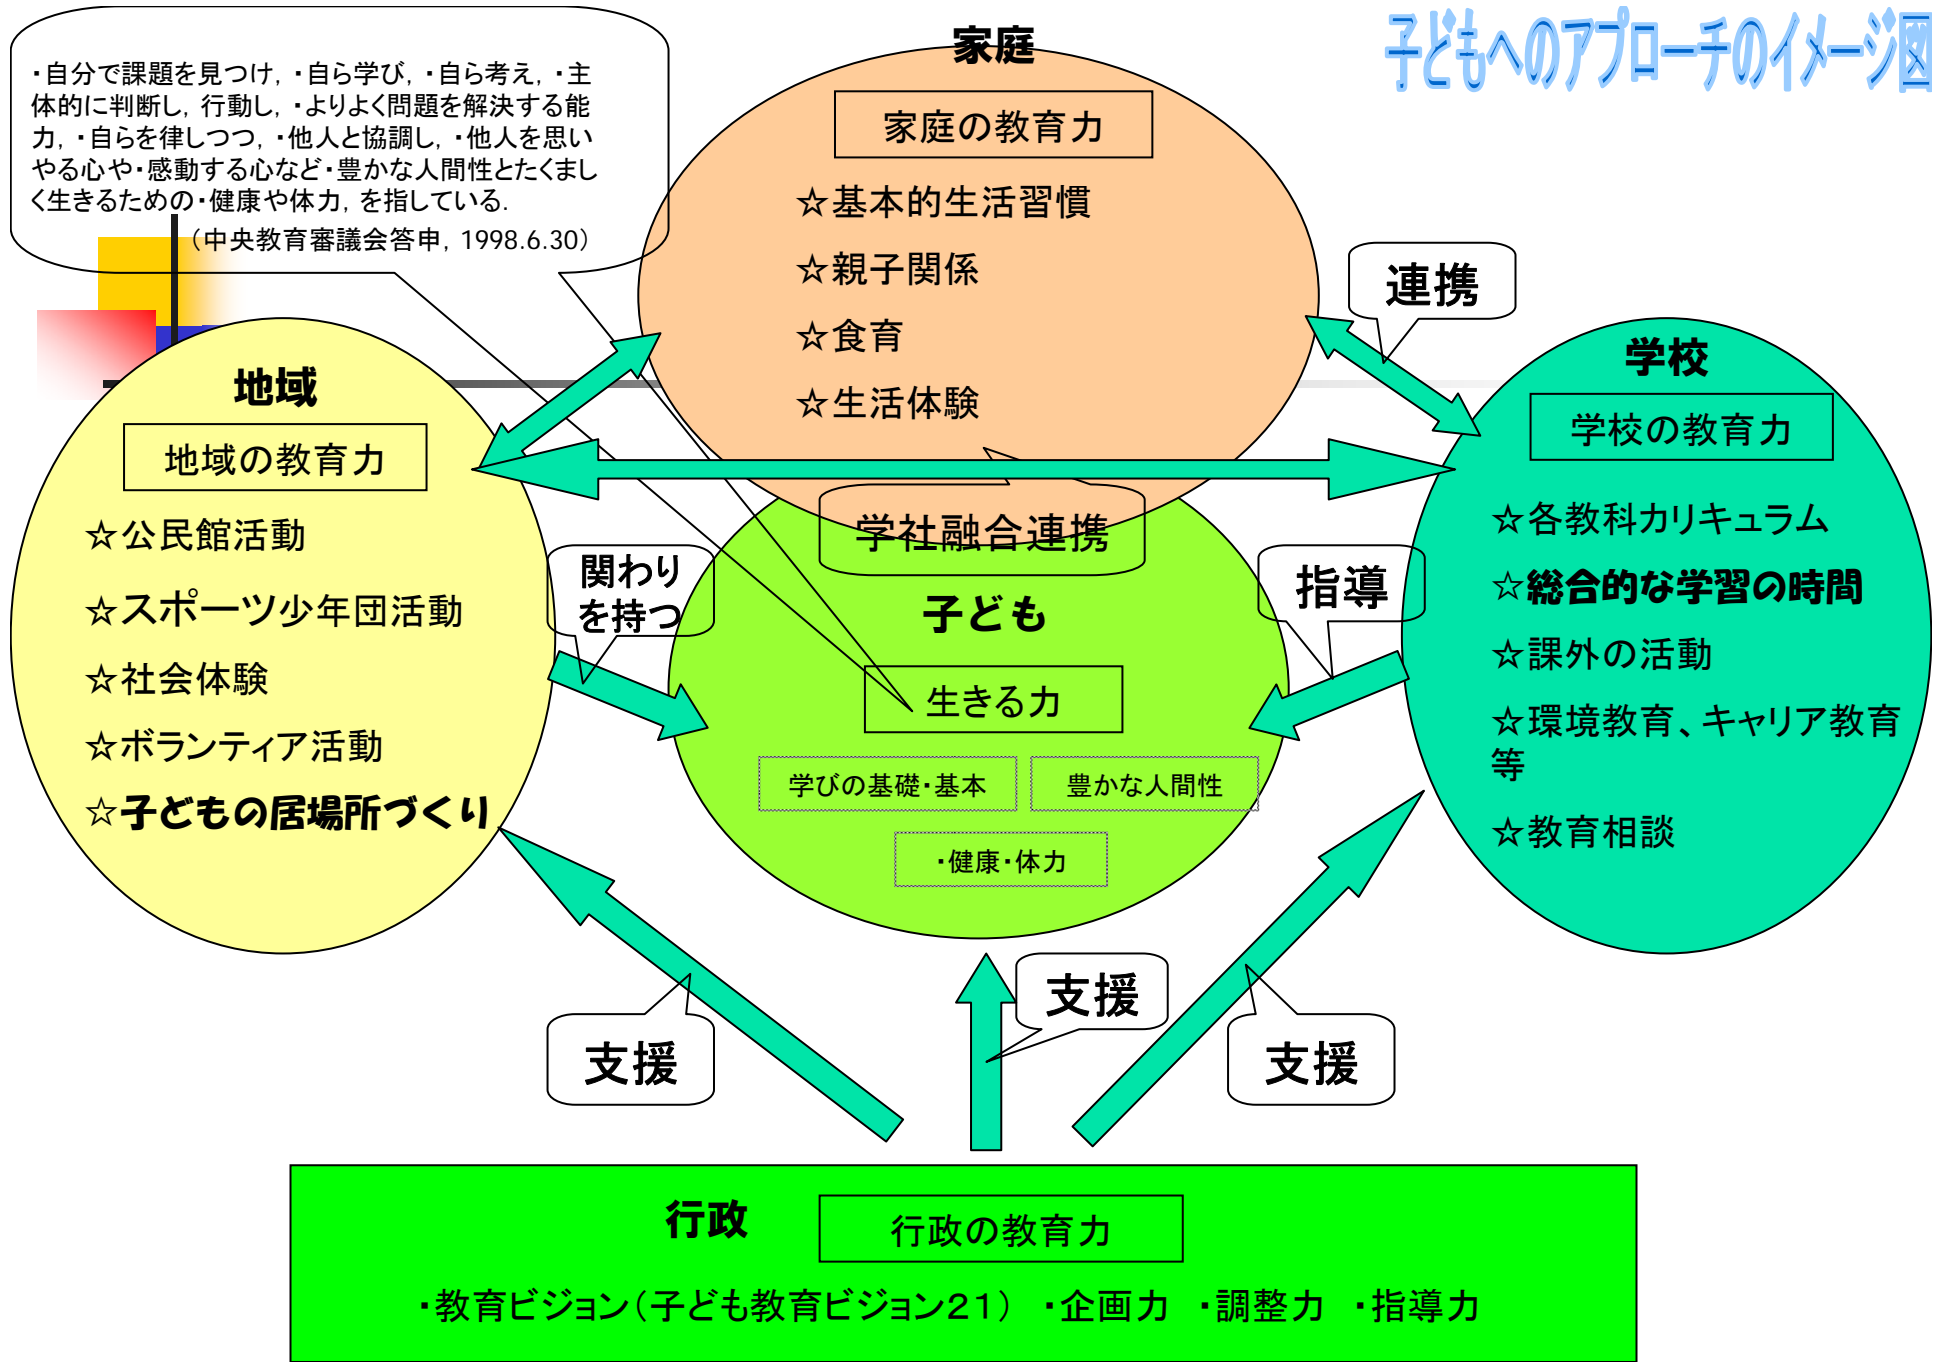 子どもへのアプローチのイメージ図
・自分で課題を見つけ, ・自ら学び, ・自ら考え, ・主
体的に判断し, 行動し, ・よりよく問題を解決する能
力, ・自らを律しつつ, ・他人と協調し, ・他人を思い
やる心や・感動する心など・豊かな人間性とたくまし
く生きるための・健康や体力, を指している.
（中央教育審議会答申, 1998.6.30）
家庭
家庭の教育力
☆基本的生活習慣
☆親子関係
☆食育
☆生活体験
連携
地域
地域の教育力
☆公民館活動
☆スポーツ少年団活動
☆社会体験
☆ボランティア活動
☆子どもの居場所づくり
学校
学校の教育力
☆各教科カリキュラム
☆総合的な学習の時間
☆課外の活動
☆環境教育、キャリア教育
等
☆教育相談
学社融合連携
関わり
を持つ
指導
子ども
生きる力
学びの基礎・基本
豊かな人間性
・健康・体力
支援
支援
支援
行政
行政の教育力
・教育ビジョン（子ども教育ビジョン２１） ・企画力 ・調整力 ・指導力